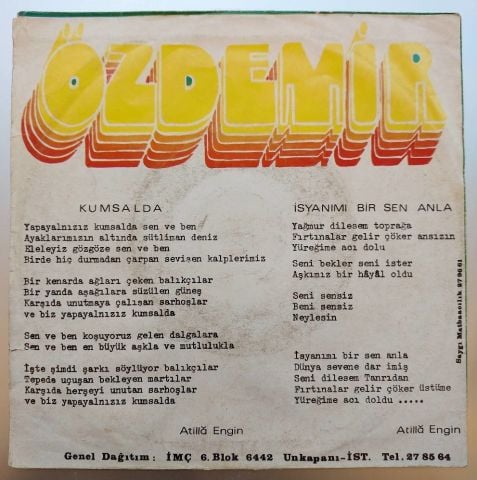 ÖZDEMİR
KUMSALDA
Yapayalnızız kumsalda sen ve ben
Ayaklarımızın altında sütliman deniz
Eleleyiz gözgöze sen ve ben
Birde hiç durmadan çarpan sevişen kalplerimiz
Bir kenarda ağları çeken balıkçılar
Bir yanda aşağılara süzülen güneş
Karşıda unutmaya çalışan sarhoşlar
ve biz yapayalnızız kumsalda
Sen ve ben koşuyoruz gelen dalgalara
Sen ve ben en büyük aşkla ve mutlulukla
İşte şimdi şarkı söylüyor balıkçılar
Tepede uçuşan bekleyen martılar
Karşıda herşeyi unutan sarhoşlar
ve biz yapayalnızız kumsalda
Atillâ Engin
İSYANIMI BİR SEN ANLA
Yağmur dilesem toprağa
Fırtınalar gelir çöker ansızın
Yüreğime acı dolu
Seni bekler seni ister
Aşkımız bir hâyâl oldu
Seni sensiz
Beni sensiz
Neylesin
İsyanımı bir sen anla
Dünya sevene dar imiş
Seni dilesem Tanrıdan
Fırtınalar gelir çöker üstüme
Yüreğime acı doldu .....
Atillâ Engin
Saygı Matbaacılık 279661
Genel Dağıtım : İMÇ 6. Blok 6442 Unkapanı-İST. Tel. 27 85 64